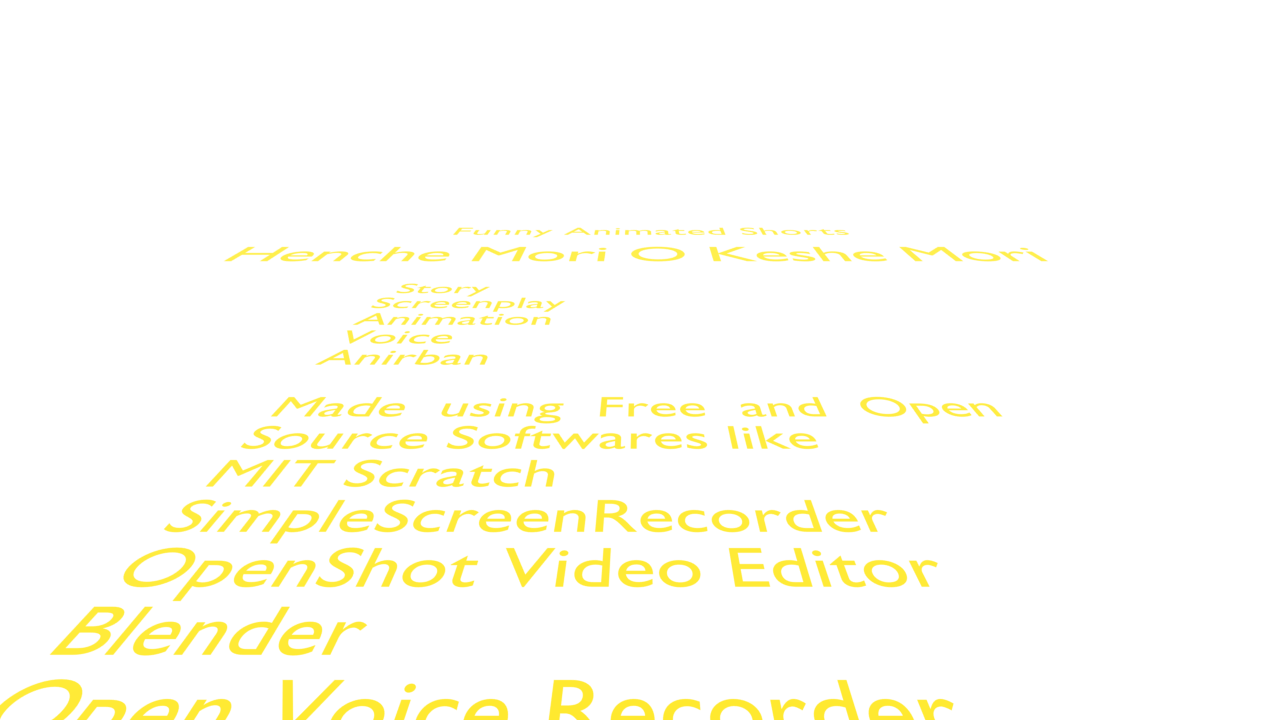 Funny Animated Shorts
Henche Mori O Keshe Mori
Story
Screenplay
Animation
Voice
Anirban
Made using Free and Open
Source Softwares like
MIT Scratch
SimpleScreenRecorder
OpenShot Video Editor
Blender
Open Voice Recorder